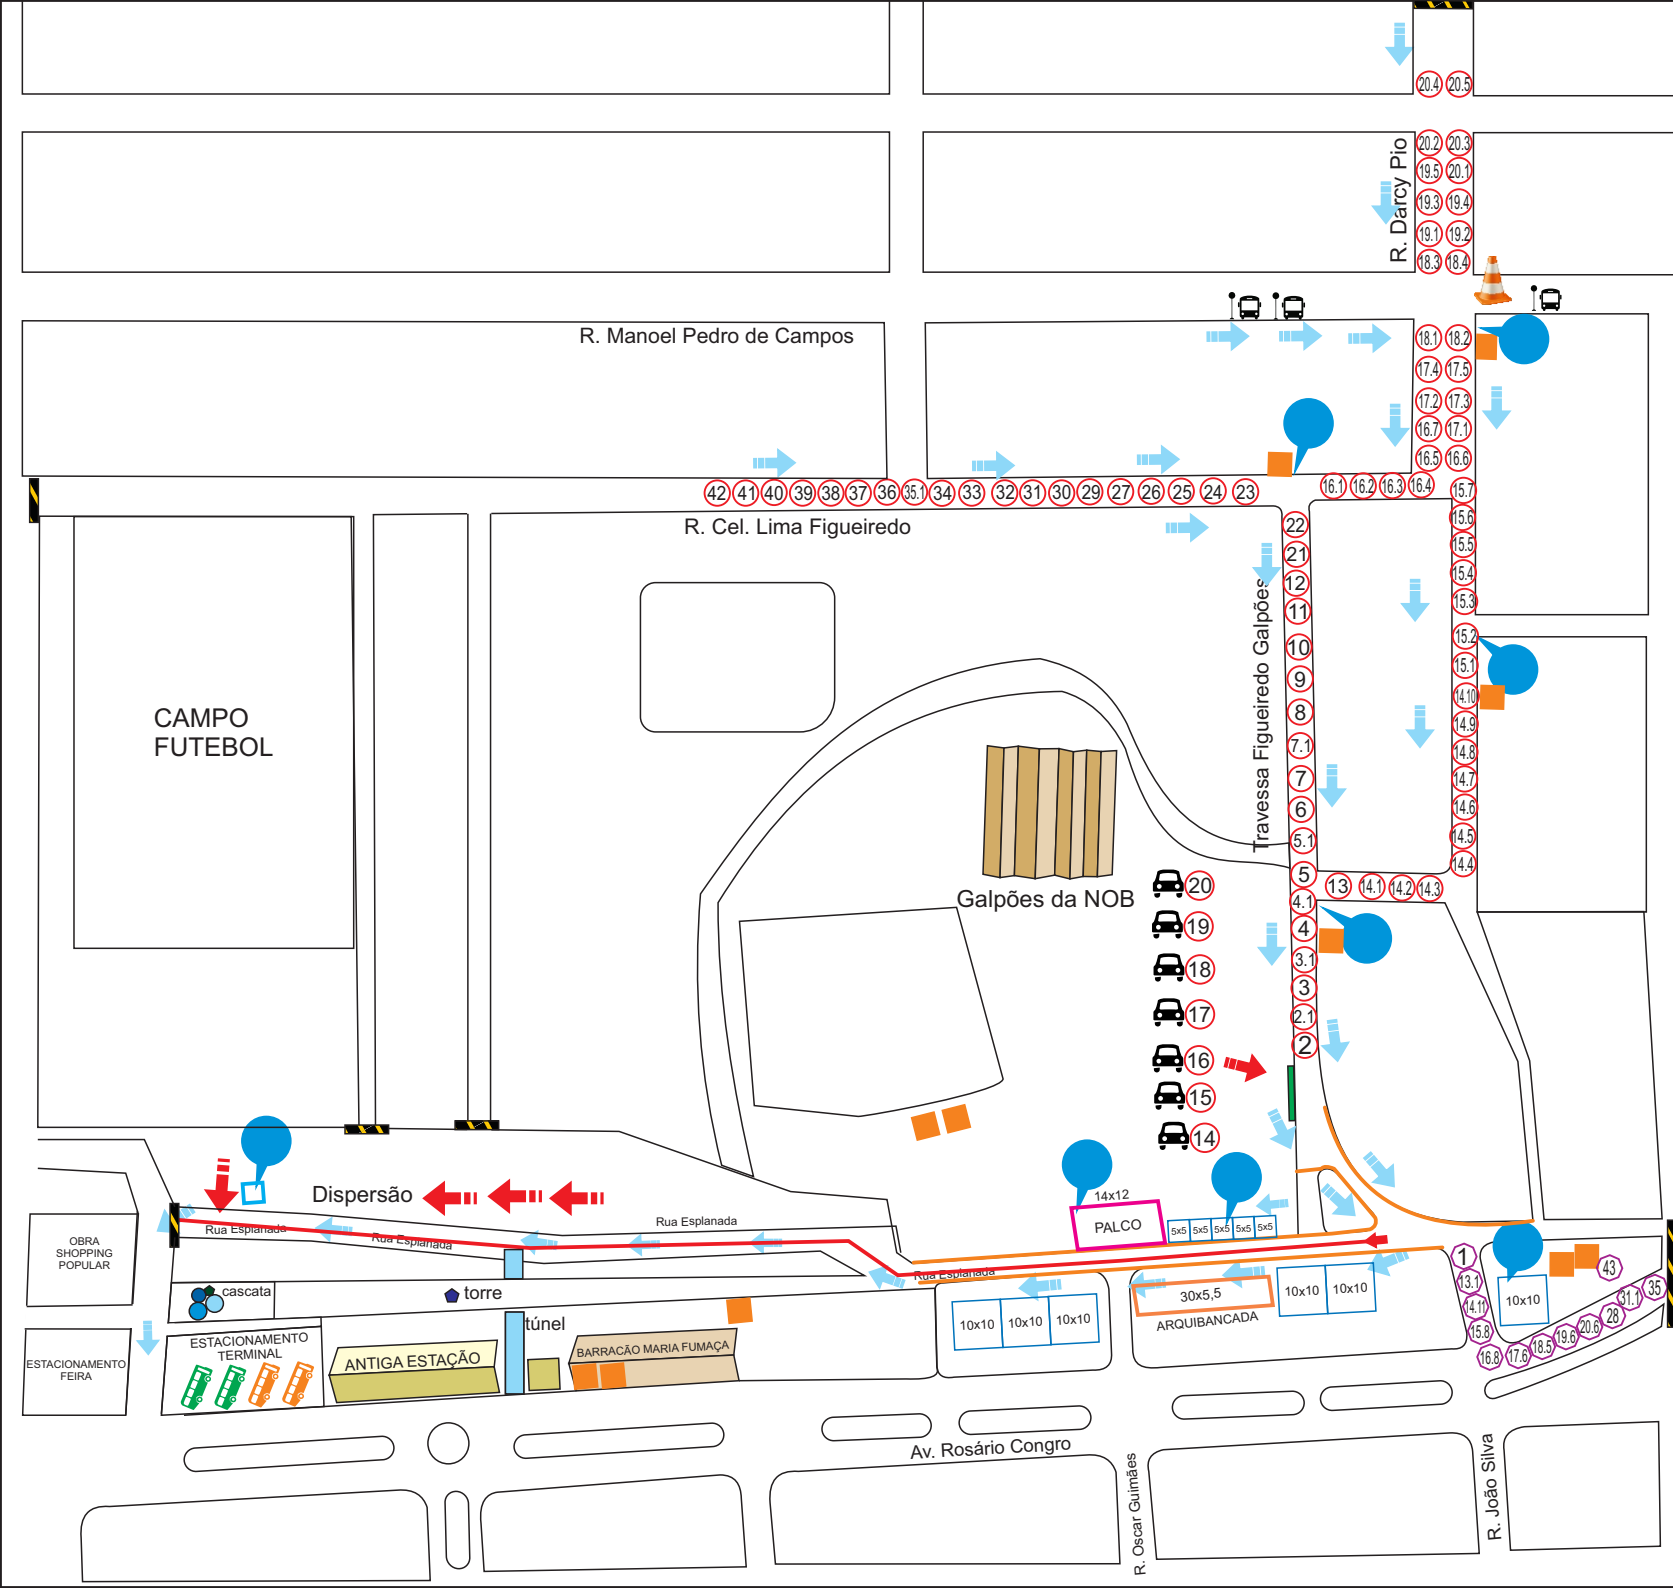 20.4 20.5
20.2 20.3
19.5 20.1
19.3 19.4
19.1 19.2
18.3 18.4
R. Darcy Pio
R. Manoel Pedro de Campos
18.1 18.2
17.4 17.5
17.2 17.3
16.7 17.1
16.5 16.6
42 41 40 39 38 37 36 35.1 34 33 32 31 30 29 27 26 25 24 23
16.1 16.2 16.3 16.4
15.7
15.6
15.5
15.4
15.3
15.2
15.1
14.10
14.9
14.8
14.7
14.6
14.5
14.4
R. Cel. Lima Figueiredo
22
21
12
11
10
9
8
7.1
7
6
5.1
5
13 14.1 14.2 14.3
4.1
4
3.1
3
2.1
2
Travessa Figueiredo Galpões
CAMPO
FUTEBOL
Galpões da NOB
20
19
18
17
16
15
14
Dispersão
14x12
PALCO
5x5 5x5 5x5 5x5 5x5
Rua Esplanada
Rua Esplanada
Rua Esplanada
Rua Esplanada
OBRA
SHOPPING
POPULAR
cascata
torre
túnel
30x5,5
ARQUIBANCADA
10x10 10x10
10x10 10x10 10x10
10x10
1
13.1
14.11
15.8
16.8
17.6
18.5
19.6
20.6
28
31.1
35
43
ESTACIONAMENTO
TERMINAL
ESTACIONAMENTO
FEIRA
ANTIGA ESTAÇÃO
BARRACÃO MARIA FUMAÇA
Av. Rosário Congro
R. Oscar Guimães
R. João Silva